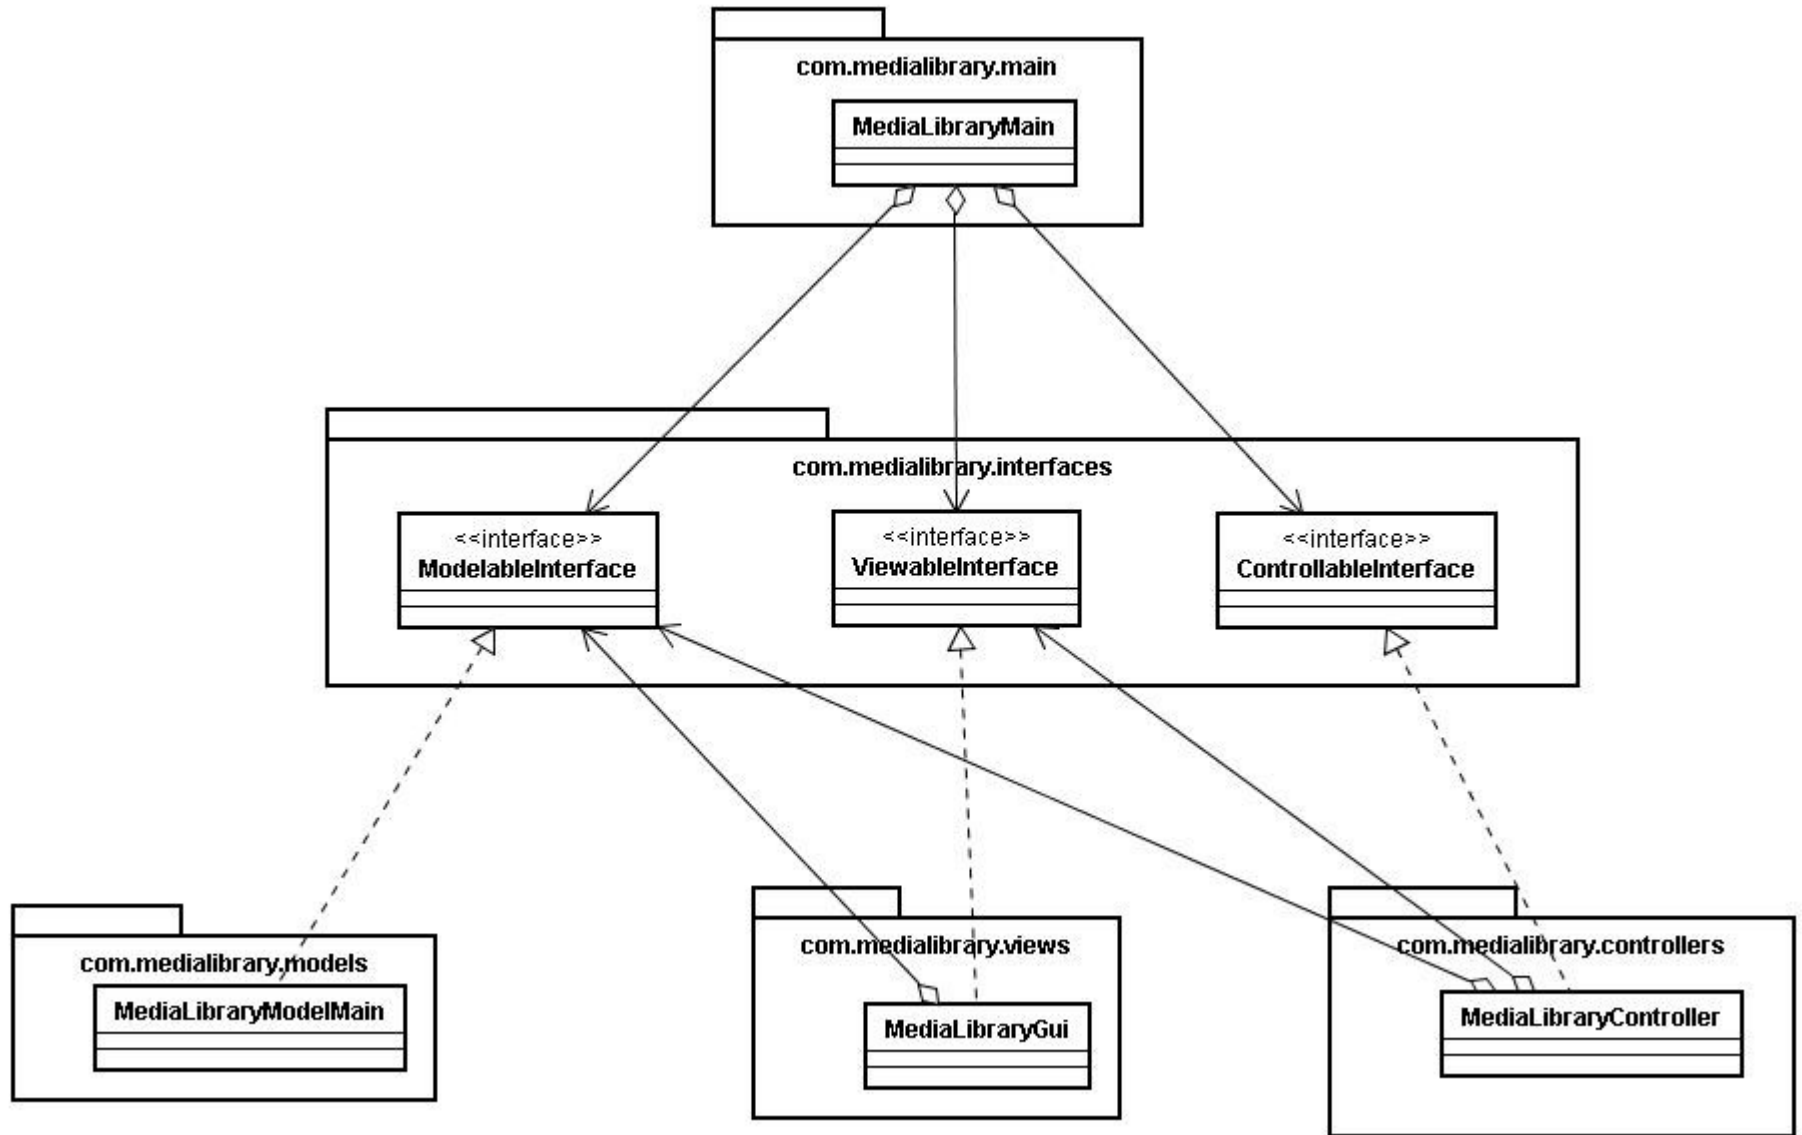 com.medialibrary.main
MediaLibraryMain
com.medialibrary.interfaces
<<interface>>
ModelableInterface
<<interface>>
ViewableInterface
<<interface>>
ControllableInterface
com.medialibrary.models
MediaLibraryModelMain
com.medialibrary.views
MediaLibraryGui
com.medialibrary.controllers
MediaLibraryController